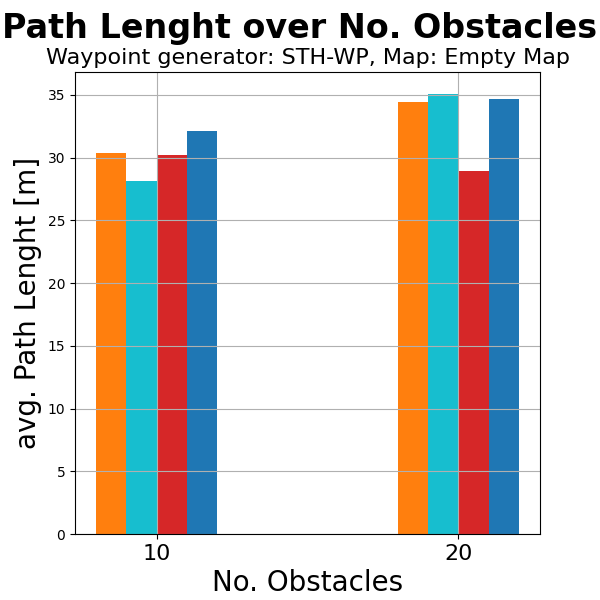 Path Lenght over No. Obstacles
Waypoint generator: STH-WP, Map: Empty Map
avg. Path Lenght [m]
35
30
25
20
15
10
5
0
10 20
No. Obstacles